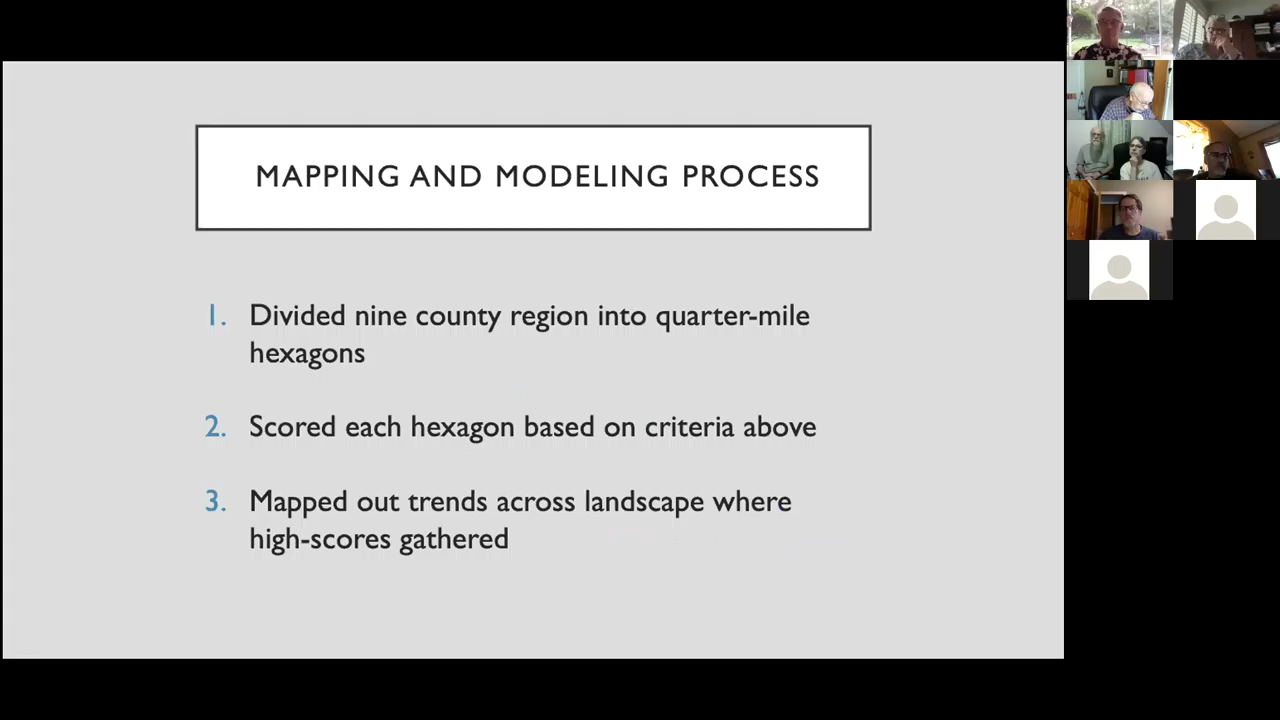 MAPPING AND MODELING PROCESS
1. Divided nine county region into quarter-mile
hexagons
2. Scored each hexagon based on criteria above
3. Mapped out trends across landscape where
high-scores gathered